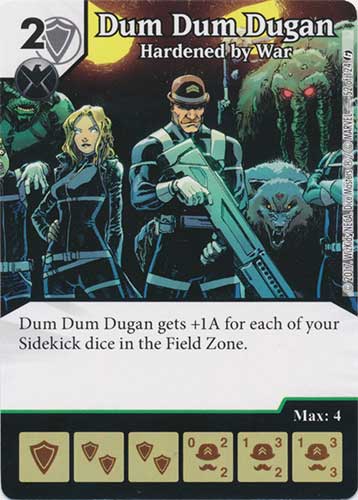 2
Dum Dum Dugan
Hardened by War
Dum Dum Dugan gets +1A for each of your
Sidekick dice in the Field Zone.
Max: 4
0 2 2
1 3 2
1 3 3